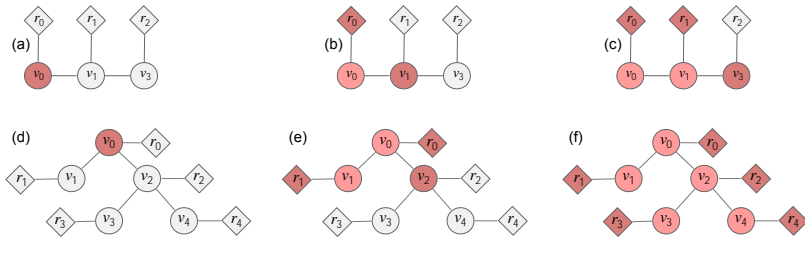 r0 r1 r2 r0 r1 r2 r0 r1 r2
(a) (b) (c)
v0 v1 v3 v0 v1 v3 v0 v1 v3
(d) (e) (f)
v0 r0 v0 r0 v0 r0
r1 v1 v2 r2 r1 v1 v2 r2 r1 v1 v2 r2
r3 v3 v4 r4 r3 v3 v4 r4 r3 v3 v4 r4